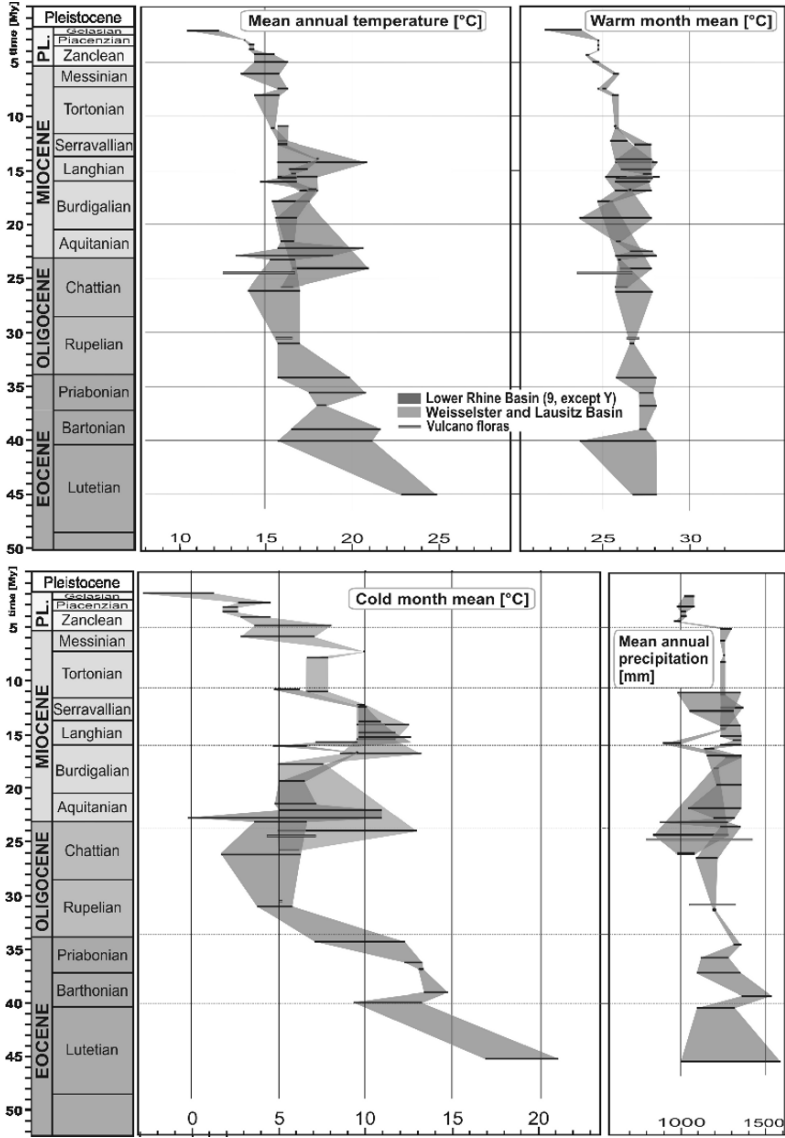 Pleistocene
Gelasian
Piacenzian
Zanclean
Messinian
Tortonian
Serravallian
Langhian
Burdigalian
Aquitanian
Chattian
Rupelian
Priabonian
Bartonian
Lutetian
PL.
MIOCENE
OLIGOCENE
EOCENE
time [My]
5
10
15
20
25
30
35
40
45
50
Mean annual temperature [°C]
10 15 20 25
Warm month mean [°C]
25 30
Lower Rhine Basin (9, except Y)
Weisselster and Lausitz Basin
Vulcano floras
Pleistocene
Gelasian
Piacenzian
Zanclean
Messinian
Tortonian
Serravallian
Langhian
Burdigalian
Aquitanian
Chattian
Rupelian
Priabonian
Barthonian
Lutetian
PL.
MIOCENE
OLIGOCENE
EOCENE
time [My]
5
10
15
20
25
30
35
40
45
50
Cold month mean [°C]
0 5 10 15 20
Mean annual
precipitation
[mm]
1000 1500